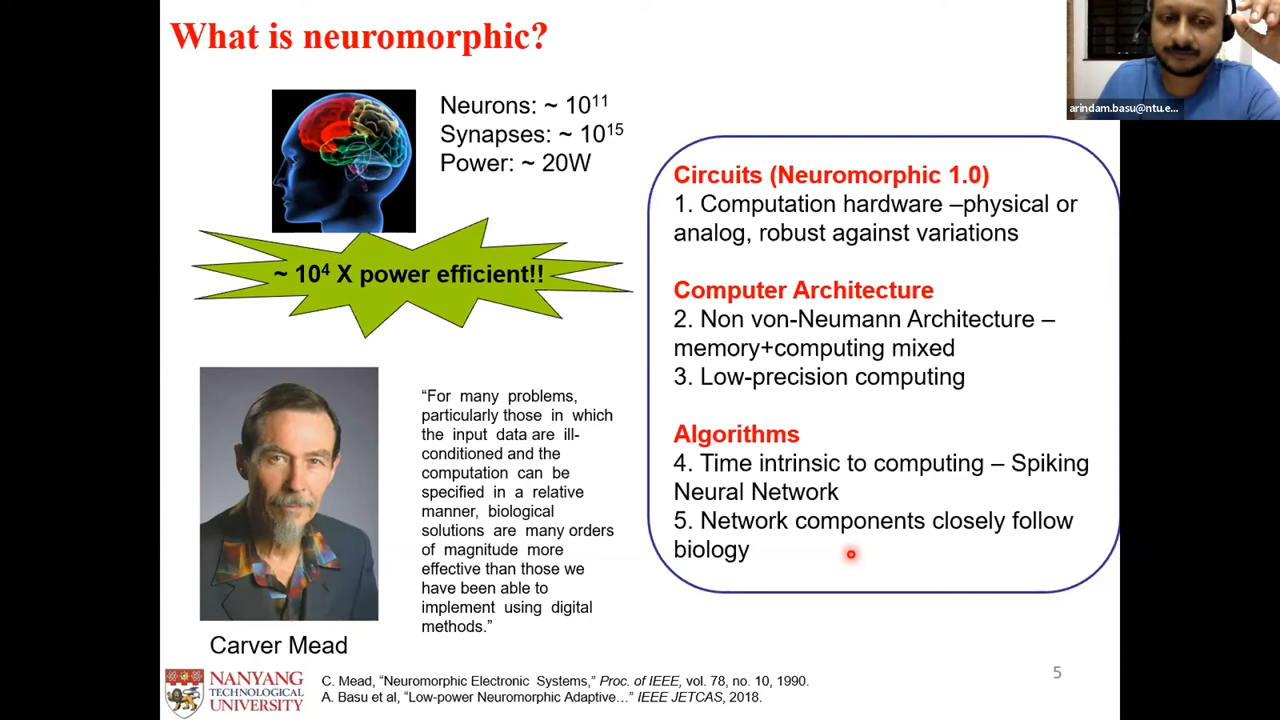 What is neuromorphic?
arindam.basu@ntu.e...
Neurons: ~ 10¹¹
Synapses: ~ 10¹⁵
Power: ~ 20W
~ 10⁴ X power efficient!!
Circuits (Neuromorphic 1.0)
1. Computation hardware –physical or
analog, robust against variations
Computer Architecture
2. Non von-Neumann Architecture –
memory+computing mixed
3. Low-precision computing
Algorithms
4. Time intrinsic to computing – Spiking
Neural Network
5. Network components closely follow
biology
“For many problems,
particularly those in which
the input data are ill-
conditioned and the
computation can be
specified in a relative
manner, biological
solutions are many orders
of magnitude more
effective than those we
have been able to
implement using digital
methods.”
Carver Mead
NANYANG
TECHNOLOGICAL
UNIVERSITY
C. Mead, “Neuromorphic Electronic Systems,” Proc. of IEEE, vol. 78, no. 10, 1990.
A. Basu et al, “Low-power Neuromorphic Adaptive…” IEEE JETCAS, 2018.
5